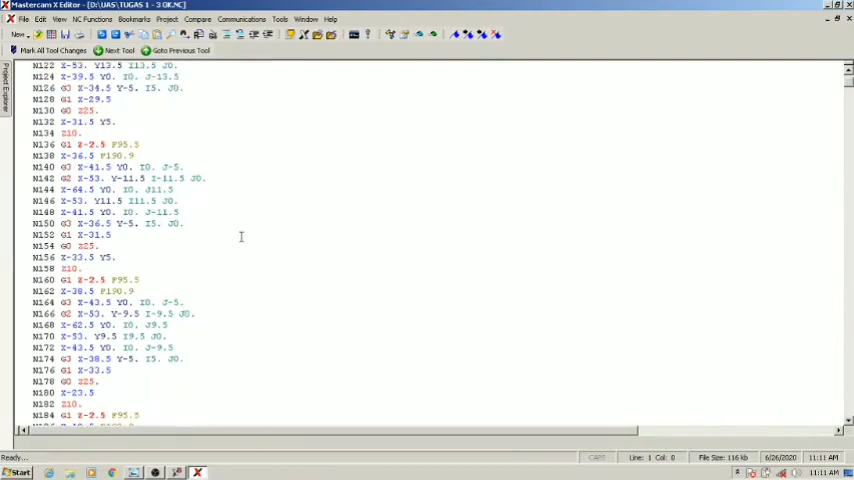 Mastercam X Editor - [D:\UAS\TUGAS 1 - 3 OK.NC]
File Edit View NC Functions Bookmarks Project Compare Communications Tools Window Help
New
Mark All Tool Changes Next Tool Goto Previous Tool
Project Explorer
N122 X-53. Y13.5 I13.5 J0.
N124 X-39.5 Y0. I0. J-13.5
N126 G3 X-34.5 Y-5. I5. J0.
N128 G1 X-29.5
N130 G0 Z25.
N132 X-31.5 Y5.
N134 Z10.
N136 G1 Z-2.5 F95.5
N138 X-36.5 F190.9
N140 G3 X-41.5 Y0. I0. J-5.
N142 G2 X-53. Y-11.5 I-11.5 J0.
N144 X-64.5 Y0. I0. J11.5
N146 X-53. Y11.5 I11.5 J0.
N148 X-41.5 Y0. I0. J-11.5
N150 G3 X-36.5 Y-5. I5. J0.
N152 G1 X-31.5
N154 G0 Z25.
N156 X-33.5 Y5.
N158 Z10.
N160 G1 Z-2.5 F95.5
N162 X-38.5 F190.9
N164 G3 X-43.5 Y0. I0. J-5.
N166 G2 X-53. Y-9.5 I-9.5 J0.
N168 X-62.5 Y0. I0. J9.5
N170 X-53. Y9.5 I9.5 J0.
N172 X-43.5 Y0. I0. J-9.5
N174 G3 X-38.5 Y-5. I5. J0.
N176 G1 X-33.5
N178 G0 Z25.
N180 X-23.5
N182 Z10.
N184 G1 Z-2.5 F95.5
Ready... CAPS Line: 1 Col: 0 File Size: 116 kb 6/26/2020 11:11 AM
Start 11:11 AM